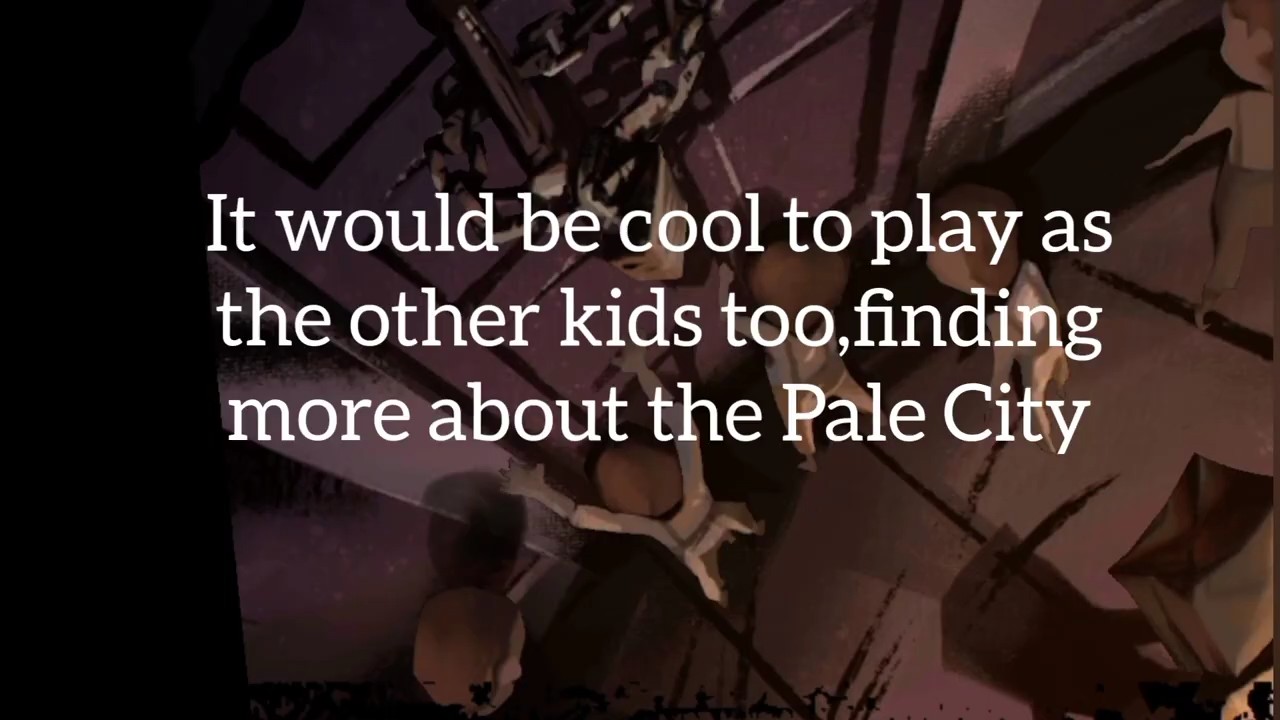 It would be cool to play as
the other kids too,finding
more about the Pale City